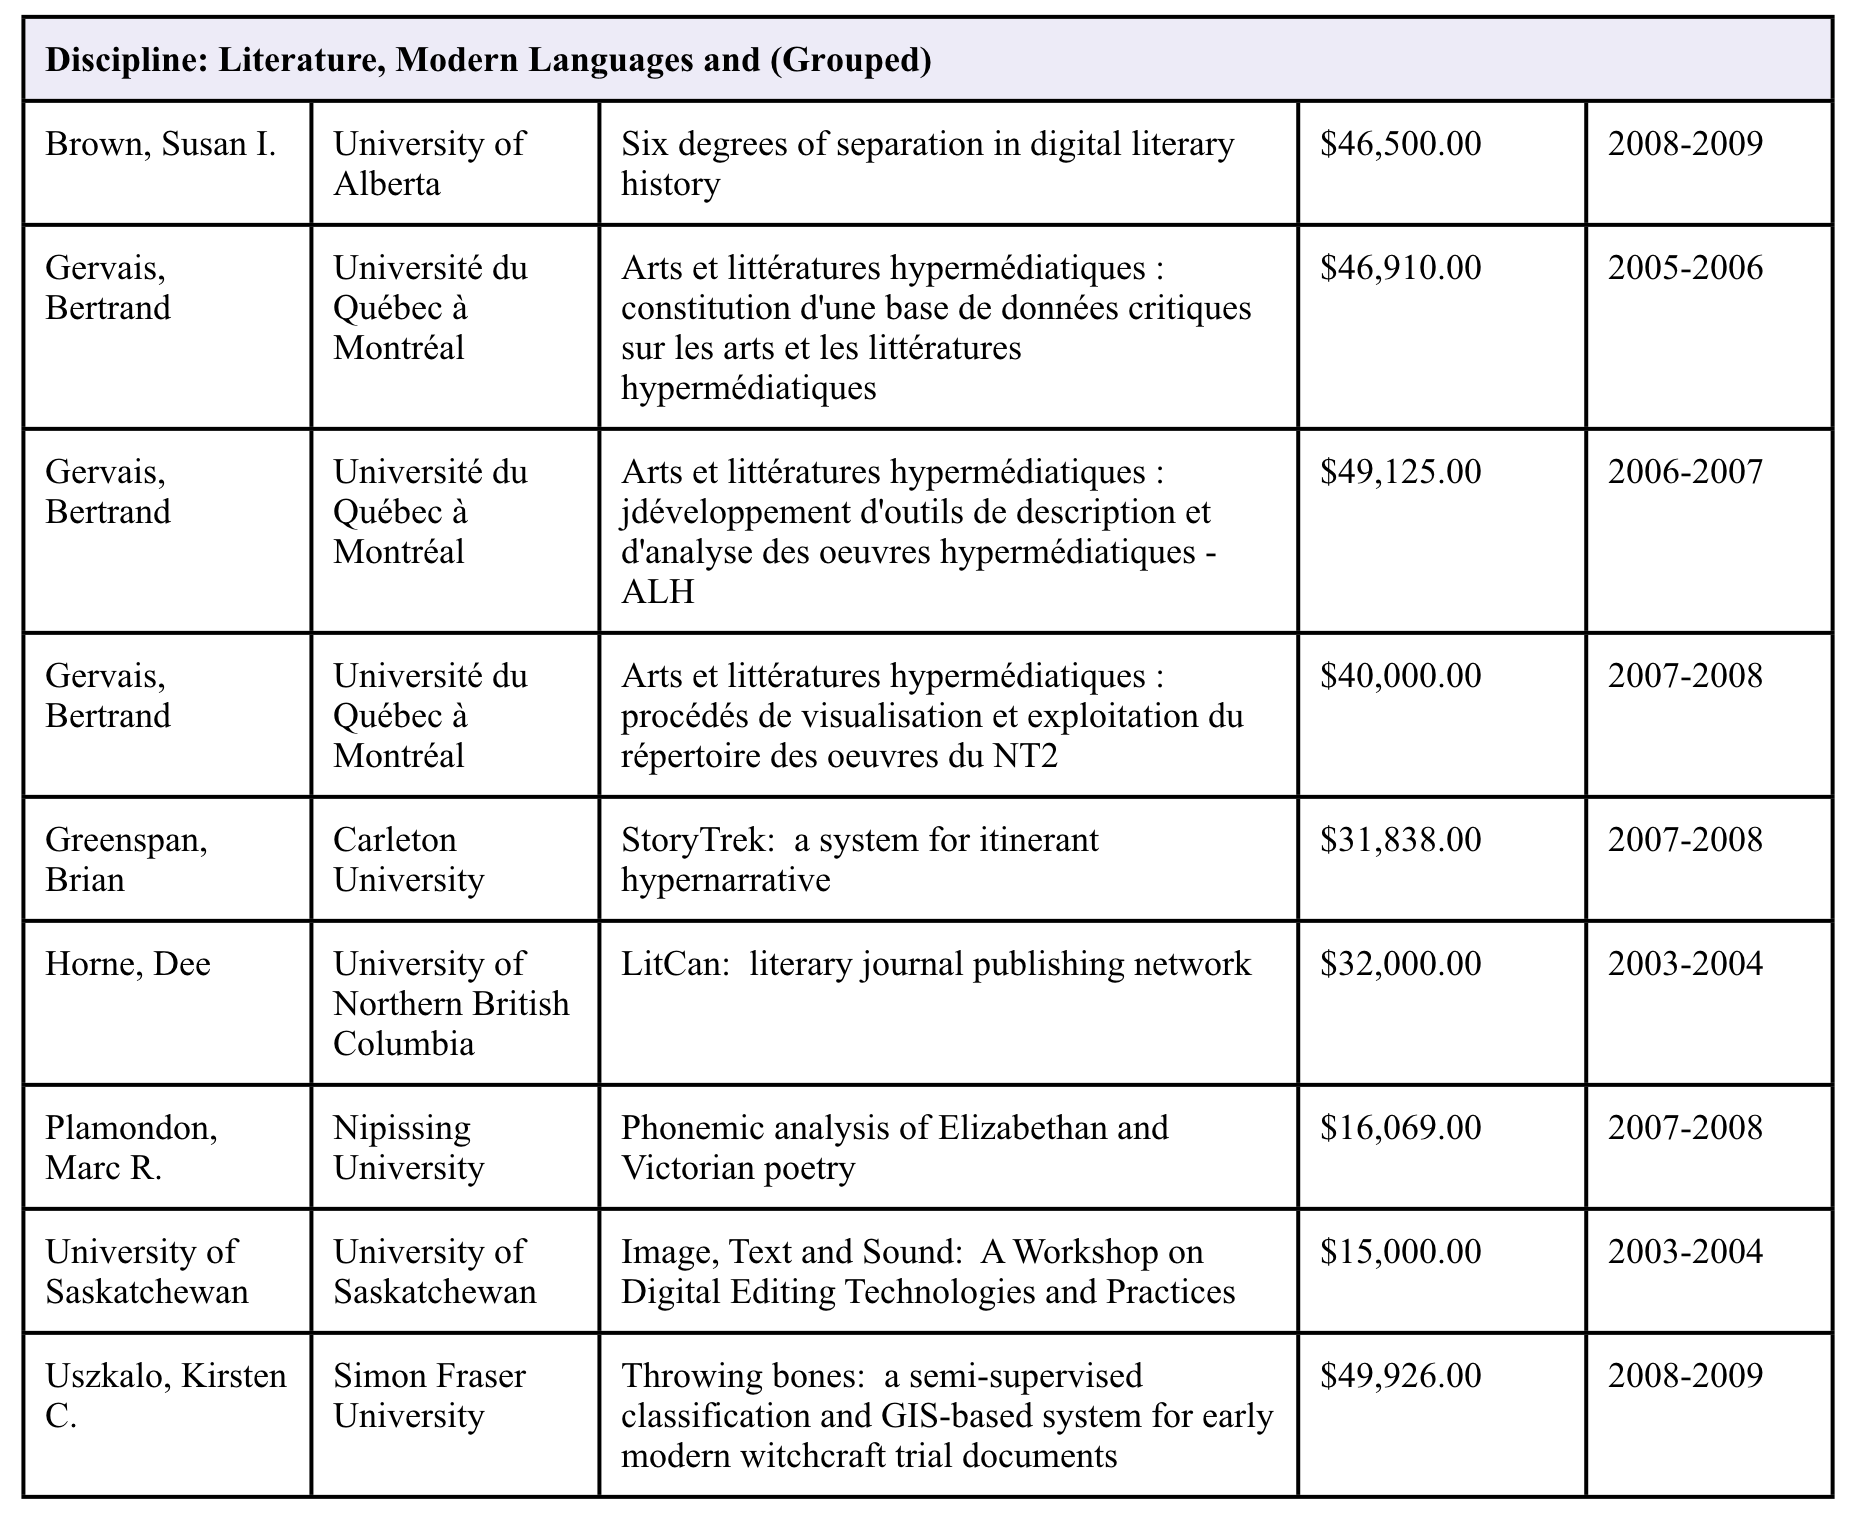 Discipline: Literature, Modern Languages and (Grouped)
Brown, Susan I.
University of
Alberta
Six degrees of separation in digital literary
history
$46,500.00
2008-2009
Gervais,
Bertrand
Université du
Québec à
Montréal
Arts et littératures hypermédiatiques :
constitution d'une base de données critiques
sur les arts et les littératures
hypermédiatiques
$46,910.00
2005-2006
Gervais,
Bertrand
Université du
Québec à
Montréal
Arts et littératures hypermédiatiques :
jdéveloppement d'outils de description et
d'analyse des oeuvres hypermédiatiques -
ALH
$49,125.00
2006-2007
Gervais,
Bertrand
Université du
Québec à
Montréal
Arts et littératures hypermédiatiques :
procédés de visualisation et exploitation du
répertoire des oeuvres du NT2
$40,000.00
2007-2008
Greenspan,
Brian
Carleton
University
StoryTrek:  a system for itinerant
hypernarrative
$31,838.00
2007-2008
Horne, Dee
University of
Northern British
Columbia
LitCan:  literary journal publishing network
$32,000.00
2003-2004
Plamondon,
Marc R.
Nipissing
University
Phonemic analysis of Elizabethan and
Victorian poetry
$16,069.00
2007-2008
University of
Saskatchewan
University of
Saskatchewan
Image, Text and Sound:  A Workshop on
Digital Editing Technologies and Practices
$15,000.00
2003-2004
Uszkalo, Kirsten
C.
Simon Fraser
University
Throwing bones:  a semi-supervised
classification and GIS-based system for early
modern witchcraft trial documents
$49,926.00
2008-2009